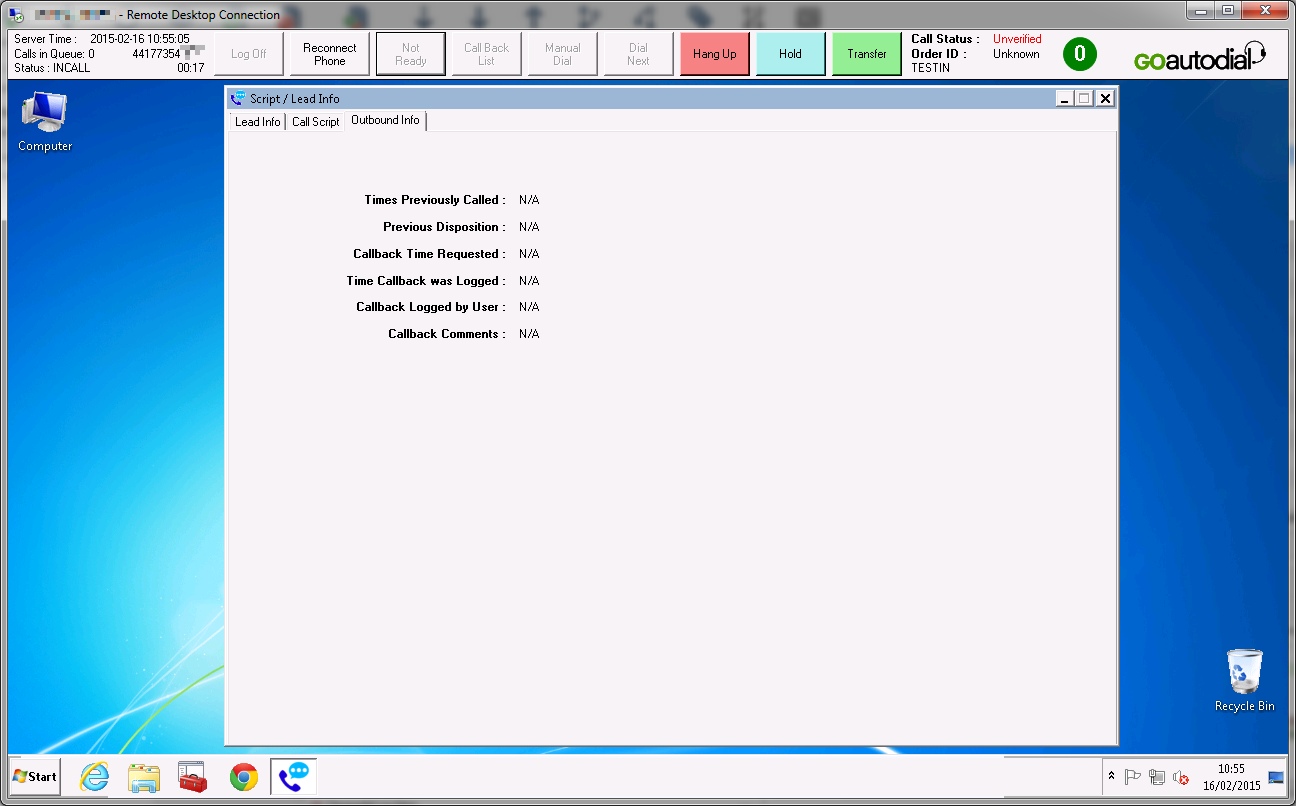 - Remote Desktop Connection
Server Time : 2015-02-16 10:55:05
Calls in Queue: 0 44177354
Status : INCALL 00:17
Log Off
Reconnect
Phone
Not
Ready
Call Back
List
Manual
Dial
Dial
Next
Hang Up
Hold
Transfer
Call Status : Unverified
Order ID : Unknown
TESTIN
0
GOautodial
Script / Lead Info
Lead Info
Call Script
Outbound Info
Computer
Times Previously Called : N/A
Previous Disposition : N/A
Callback Time Requested : N/A
Time Callback was Logged : N/A
Callback Logged by User : N/A
Callback Comments : N/A
Recycle Bin
Start
10:55
16/02/2015